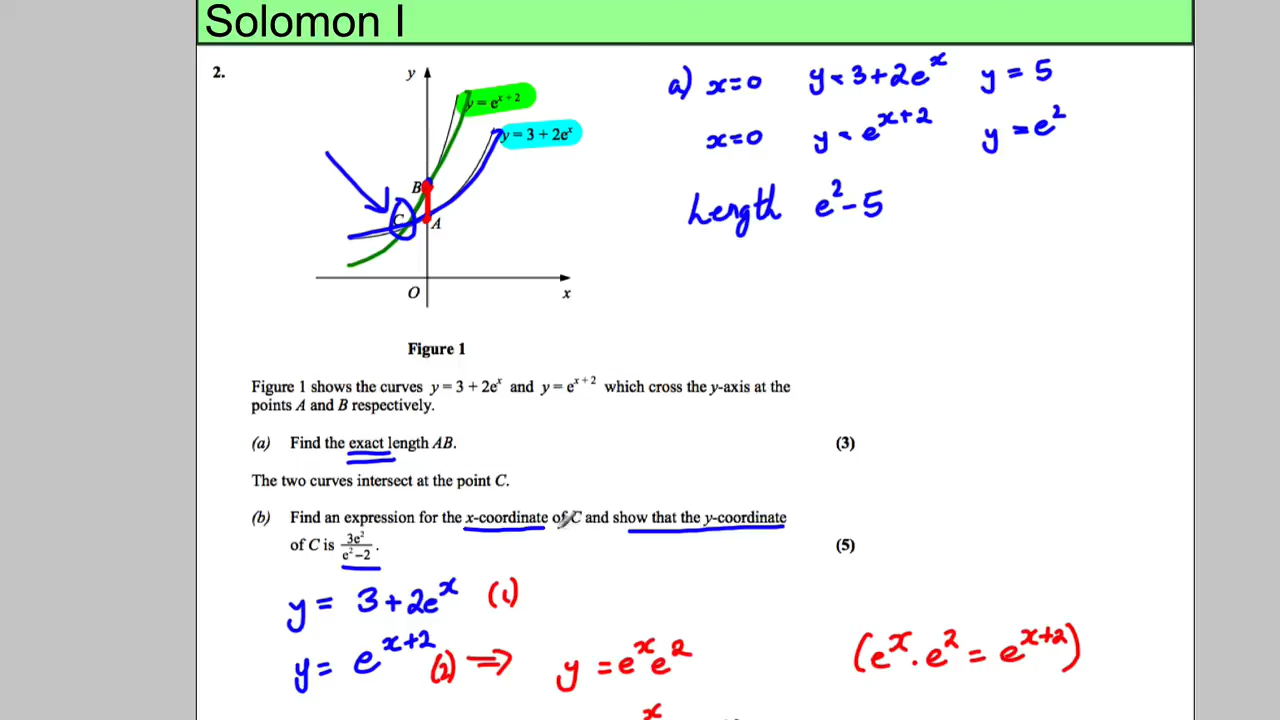 Solomon I
2.
y
y = e^{x + 2}
y = 3 + 2e^x
B
C
A
O
x
Figure 1
a) x=0 y = 3+2e^x y = 5
x=0 y = e^{x+2} y = e^2
Length e^2-5
Figure 1 shows the curves y = 3 + 2e^x and y = e^{x + 2} which cross the y-axis at the
points A and B respectively.
(a) Find the exact length AB. (3)
The two curves intersect at the point C.
(b) Find an expression for the x-coordinate of C and show that the y-coordinate
of C is 3e^2/(e^2-2). (5)
y = 3+2e^x (1)
y = e^{x+2} (2) ⇒ y = e^x e^2 (e^x . e^2 = e^{x+2})
x